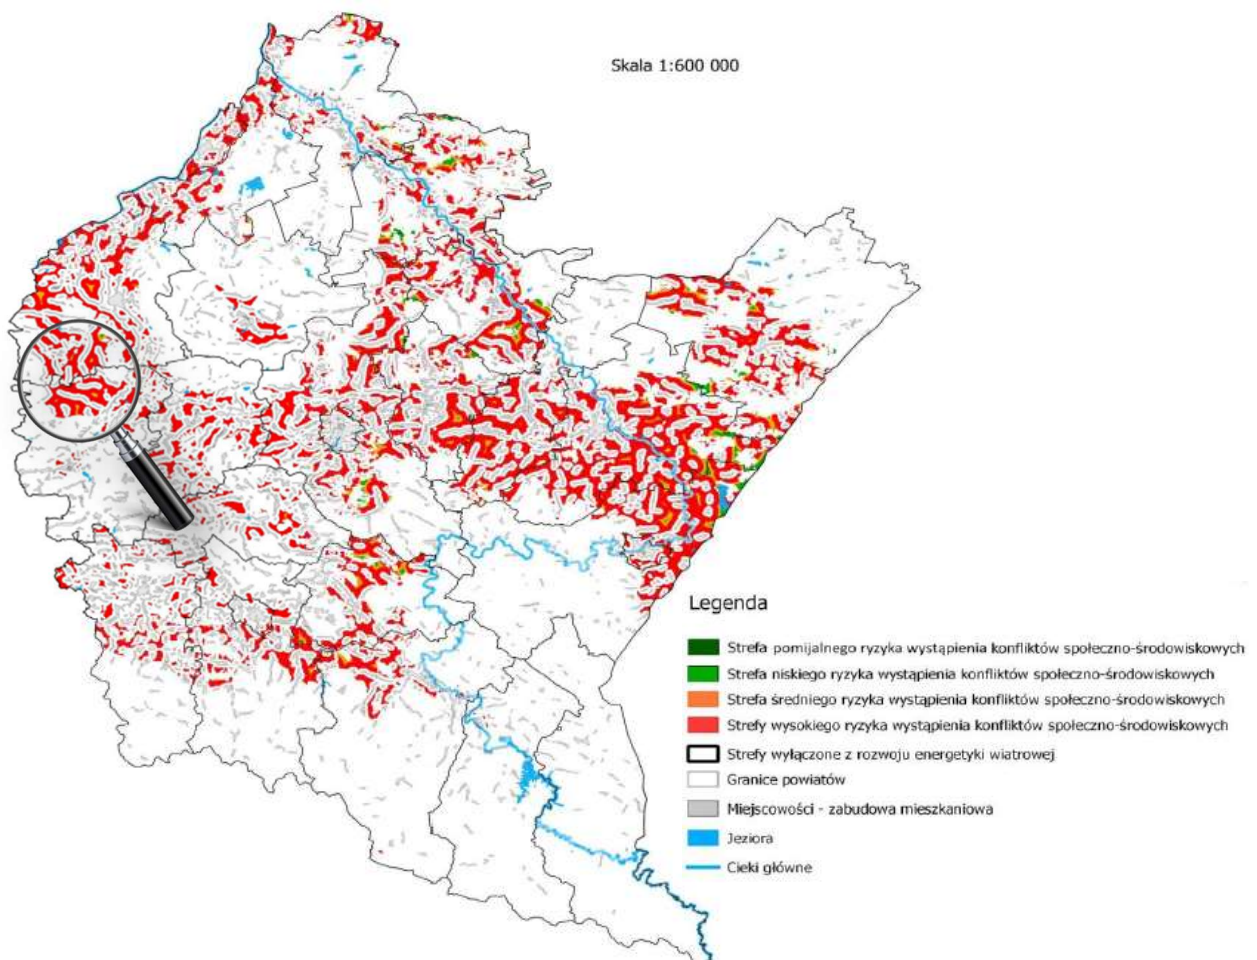 Skala 1:600 000
Legenda
Strefa pomijalnego ryzyka wystąpienia konfliktów społeczno-środowiskowych
Strefa niskiego ryzyka wystąpienia konfliktów społeczno-środowiskowych
Strefa średniego ryzyka wystąpienia konfliktów społeczno-środowiskowych
Strefy wysokiego ryzyka wystąpienia konfliktów społeczno-środowiskowych
Strefy wyłączone z rozwoju energetyki wiatrowej
Granice powiatów
Miejscowości - zabudowa mieszkaniowa
Jeziora
Cieki główne